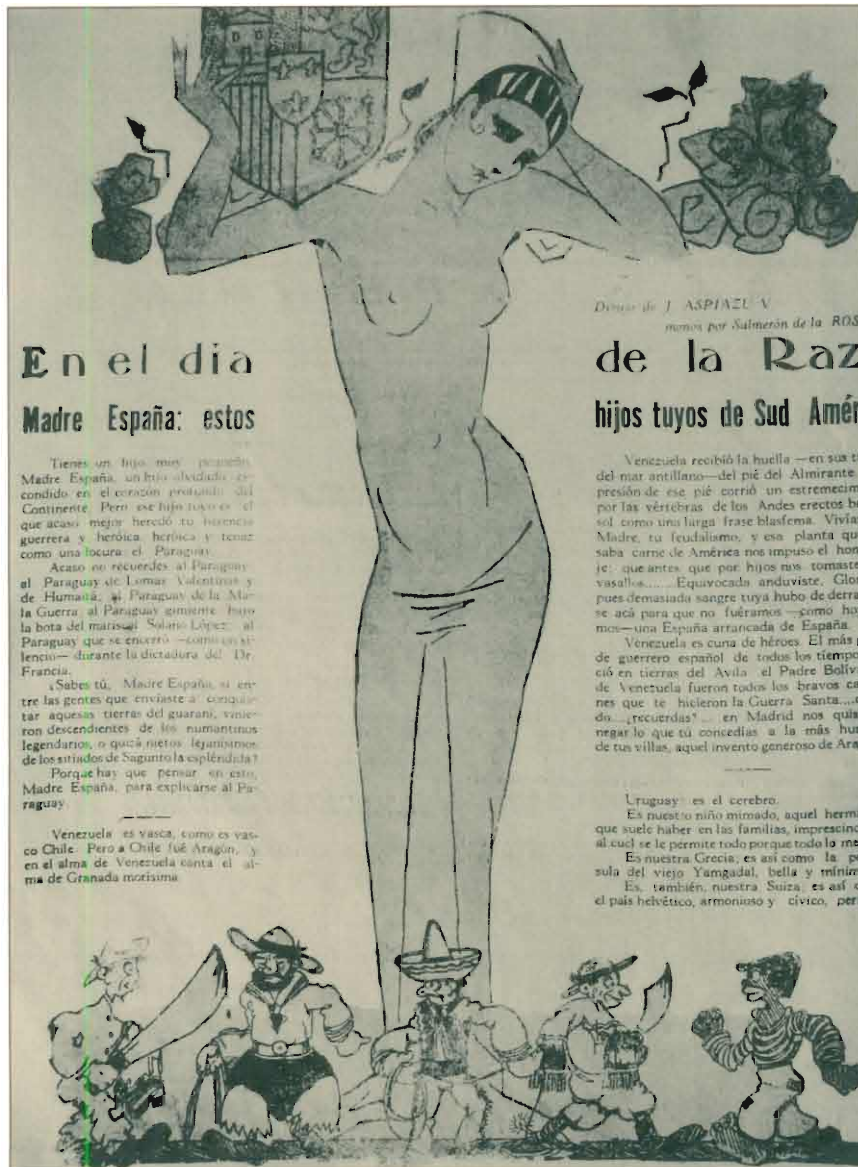 Dibujo de J. ASPIAZU V.
monos por Salmerón de la ROS
En el dia
de la Raz
Madre España: estos
hijos tuyos de Sud Amér
Tienes un hijo muy pequeño,
Madre España, un hijo olvidado es-
condido en el corazón profundo del
Continente. Pero ese hijo tuyo es el
que acaso mejor heredó tu herencia
guerrera y heróica, heróica y tenaz
como una locura: el Paraguay.
Acaso no recuerdes al Paraguay:
al Paraguay de Lomas Valentinas y
de Humaitá; al Paraguay de la Ma-
la Guerra, al Paraguay gimiente bajo
la bota del mariscal Solano López; al
Paraguay que se encerró —como en si-
lencio— durante la dictadura del Dr.
Francia.
¿Sabes tú, Madre España, si en-
tre las gentes que enviaste a conquis-
tar aquesas tierras del guaraní, vinie-
ron descendientes de los numantinos
legendarios, o quizá nietos lejanísimos
de los sitiados de Sagunto la espléndida?
Porque hay que pensar en esto,
Madre España, para explicarse al Pa-
raguay.
Venezuela es vasca, como es vas-
co Chile. Pero a Chile fué Aragón, y
en el alma de Venezuela canta el al-
ma de Granada morisima
Venezuela recibió la huella —en sus ti
del mar antillano—del pié del Almirante
presión de ese pié corrió un estremecim
por las vértebras de los Andes erectos b
sol como una larga frase blasfema. Vivía
Madre, tu feudalismo, y esa planta qu
saba carne de América nos impuso el hom
je; que antes que por hijos nos tomaste
vasallos...... Equivocada anduviste, Glo
pues demasiada sangre tuya hubo de derra
se acá para que no fuéramos —como ho
mos—una España arrancada de España.
Venezuela es cuna de héroes. El más
de guerrero español de todos los tiempo
ció en tierras del Avila: el Padre Bolív
de Venezuela fueron todos los bravos ca
nes que te hicieron la Guerra Santa....
do....¿recuerdas?.... en Madrid nos quis
negar lo que tú concedías a la más hu
de tus villas, aquel invento generoso de Ara
Uruguay: es el cerebro.
Es nuestro niño mimado, aquel herm
que suele haber en las familias, imprescinc
al cuel se le permite todo porque todo lo me
Es nuestra Grecia; es así como la pe
sula del viejo Yamgadal, bella y mínim
Es, también, nuestra Suiza; es así c
el país helvético, armonioso y cívico, per